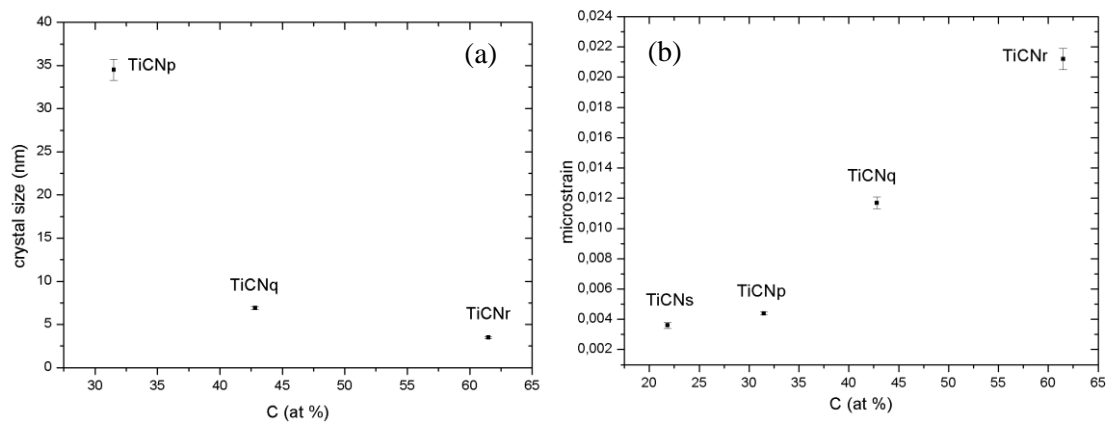 (a)
40
35
30
25
20
15
10
5
0
crystal size (nm)
TiCNp
TiCNq
TiCNr
30 35 40 45 50 55 60 65
C (at %)
(b)
0,024
0,022
0,020
0,018
0,016
0,014
0,012
0,010
0,008
0,006
0,004
0,002
microstrain
TiCNr
TiCNq
TiCNs
TiCNp
20 25 30 35 40 45 50 55 60 65
C (at %)